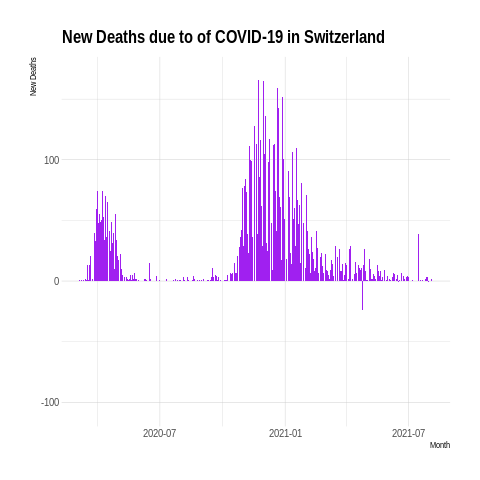 New Deaths due to of COVID-19 in Switzerland
New Deaths
100
0
-100
2020-07
2021-01
2021-07
Month